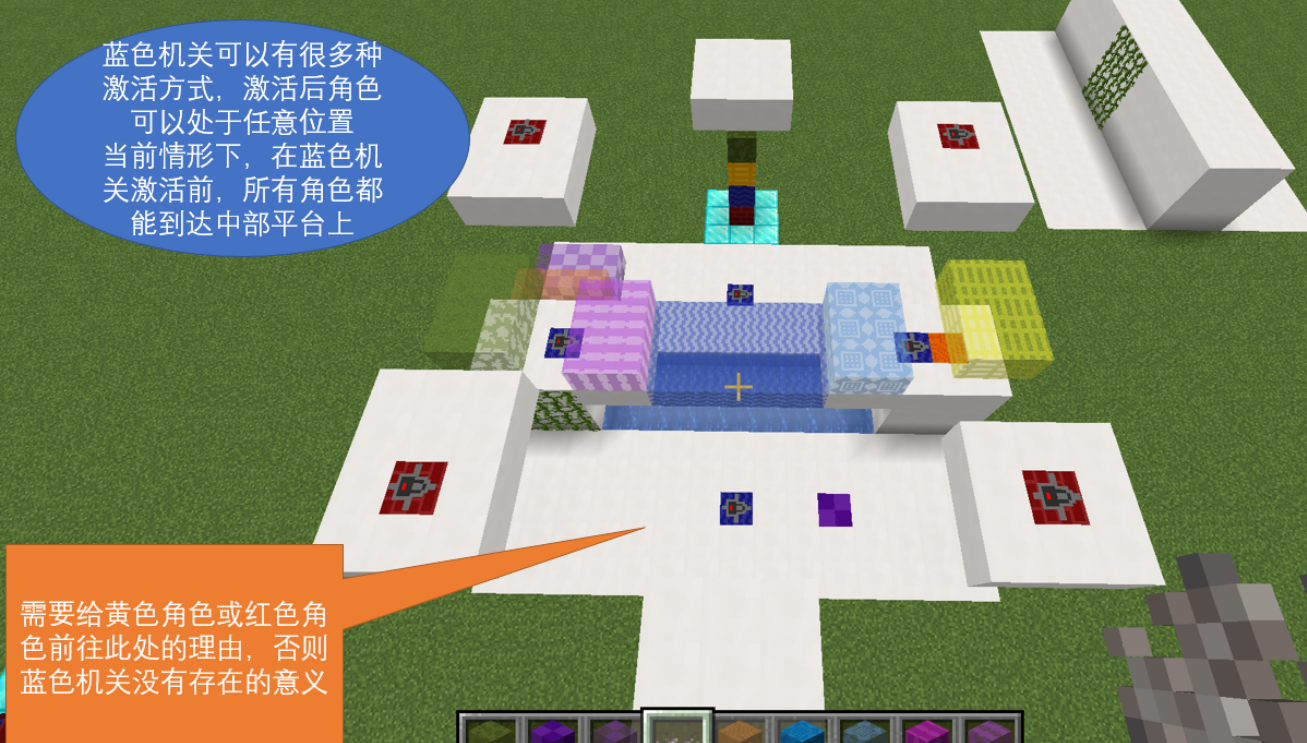 蓝色机关可以有很多种
激活方式，激活后角色
可以处于任意位置
当前情形下，在蓝色机
关激活前，所有角色都
能到达中部平台上
需要给黄色角色或红色角
色前往此处的理由，否则
蓝色机关没有存在的意义